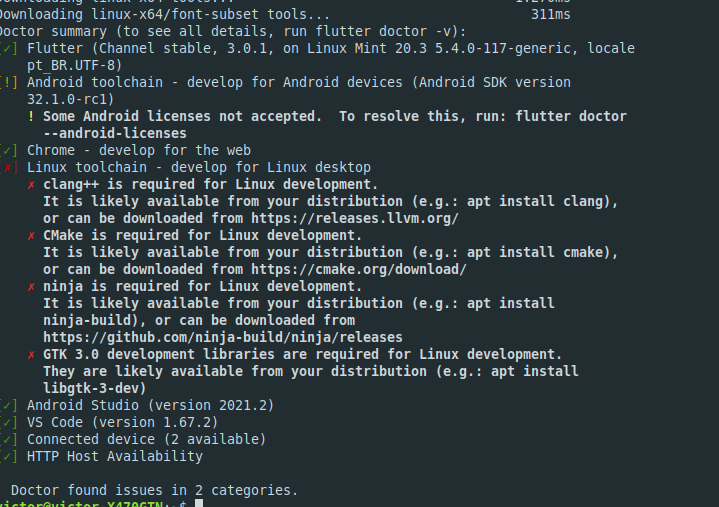 Downloading linux-x64 tools... 1.270ms
Downloading linux-x64/font-subset tools... 311ms
Doctor summary (to see all details, run flutter doctor -v):
[✓] Flutter (Channel stable, 3.0.1, on Linux Mint 20.3 5.4.0-117-generic, locale
pt_BR.UTF-8)
[!] Android toolchain - develop for Android devices (Android SDK version
32.1.0-rc1)
! Some Android licenses not accepted.  To resolve this, run: flutter doctor
--android-licenses
[✓] Chrome - develop for the web
[✗] Linux toolchain - develop for Linux desktop
✗ clang++ is required for Linux development.
It is likely available from your distribution (e.g.: apt install clang),
or can be downloaded from https://releases.llvm.org/
✗ CMake is required for Linux development.
It is likely available from your distribution (e.g.: apt install cmake),
or can be downloaded from https://cmake.org/download/
✗ ninja is required for Linux development.
It is likely available from your distribution (e.g.: apt install
ninja-build), or can be downloaded from
https://github.com/ninja-build/ninja/releases
✗ GTK 3.0 development libraries are required for Linux development.
They are likely available from your distribution (e.g.: apt install
libgtk-3-dev)
[✓] Android Studio (version 2021.2)
[✓] VS Code (version 1.67.2)
[✓] Connected device (2 available)
[✓] HTTP Host Availability
Doctor found issues in 2 categories.
victor@victor-X470GTN:~$